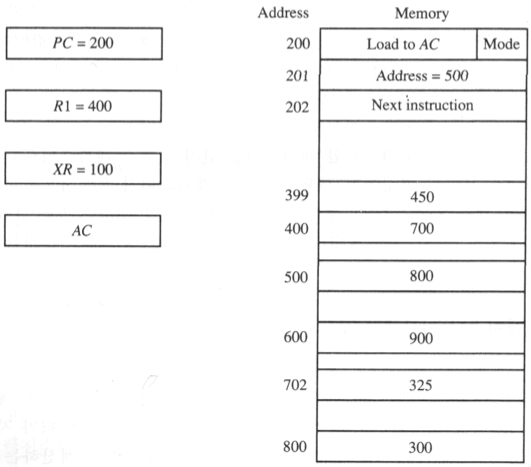 Address Memory
PC = 200
200 Load to AC Mode
201 Address = 500
R1 = 400
202 Next instruction
XR = 100
399 450
AC
400 700
500 800
600 900
702 325
800 300